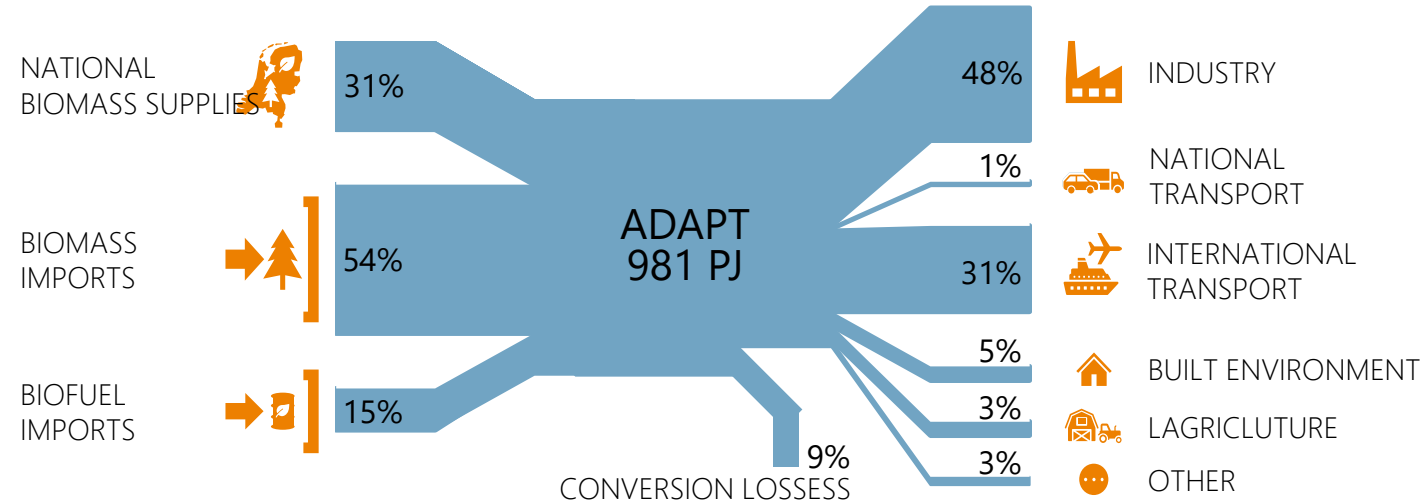 NATIONAL
BIOMASS SUPPLIES
31%
BIOMASS
IMPORTS
54%
BIOFUEL
IMPORTS
15%
ADAPT
981 PJ
9%
CONVERSION LOSSESS
48%
INDUSTRY
1%
NATIONAL
TRANSPORT
31%
INTERNATIONAL
TRANSPORT
5%
BUILT ENVIRONMENT
3%
LAGRICLUTURE
3%
OTHER